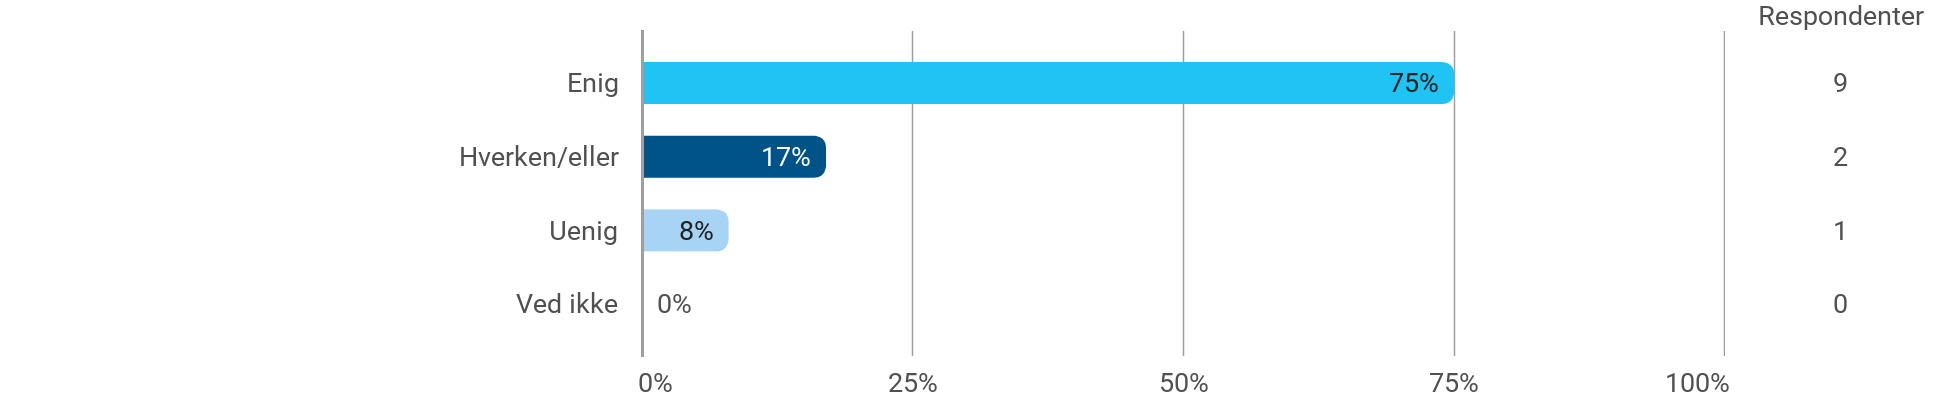 Respondenter
Enig 75% 9
Hverken/eller 17% 2
Uenig 8% 1
Ved ikke 0% 0
0% 25% 50% 75% 100%